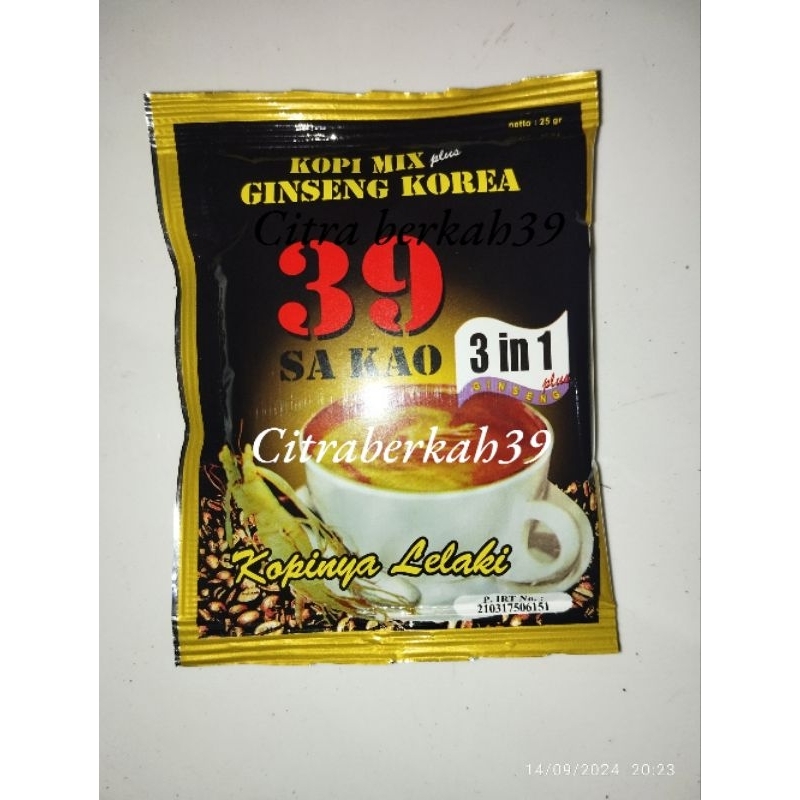 netto : 25 gr
KOPI MIX plus
GINSENG KOREA
Citra berkah39
39
SA KAO
3 in 1
plus
GINSENG
Citraberkah39
Kopinya Lelaki
P. IRT No. :
210317506151
14/09/2024 20:23